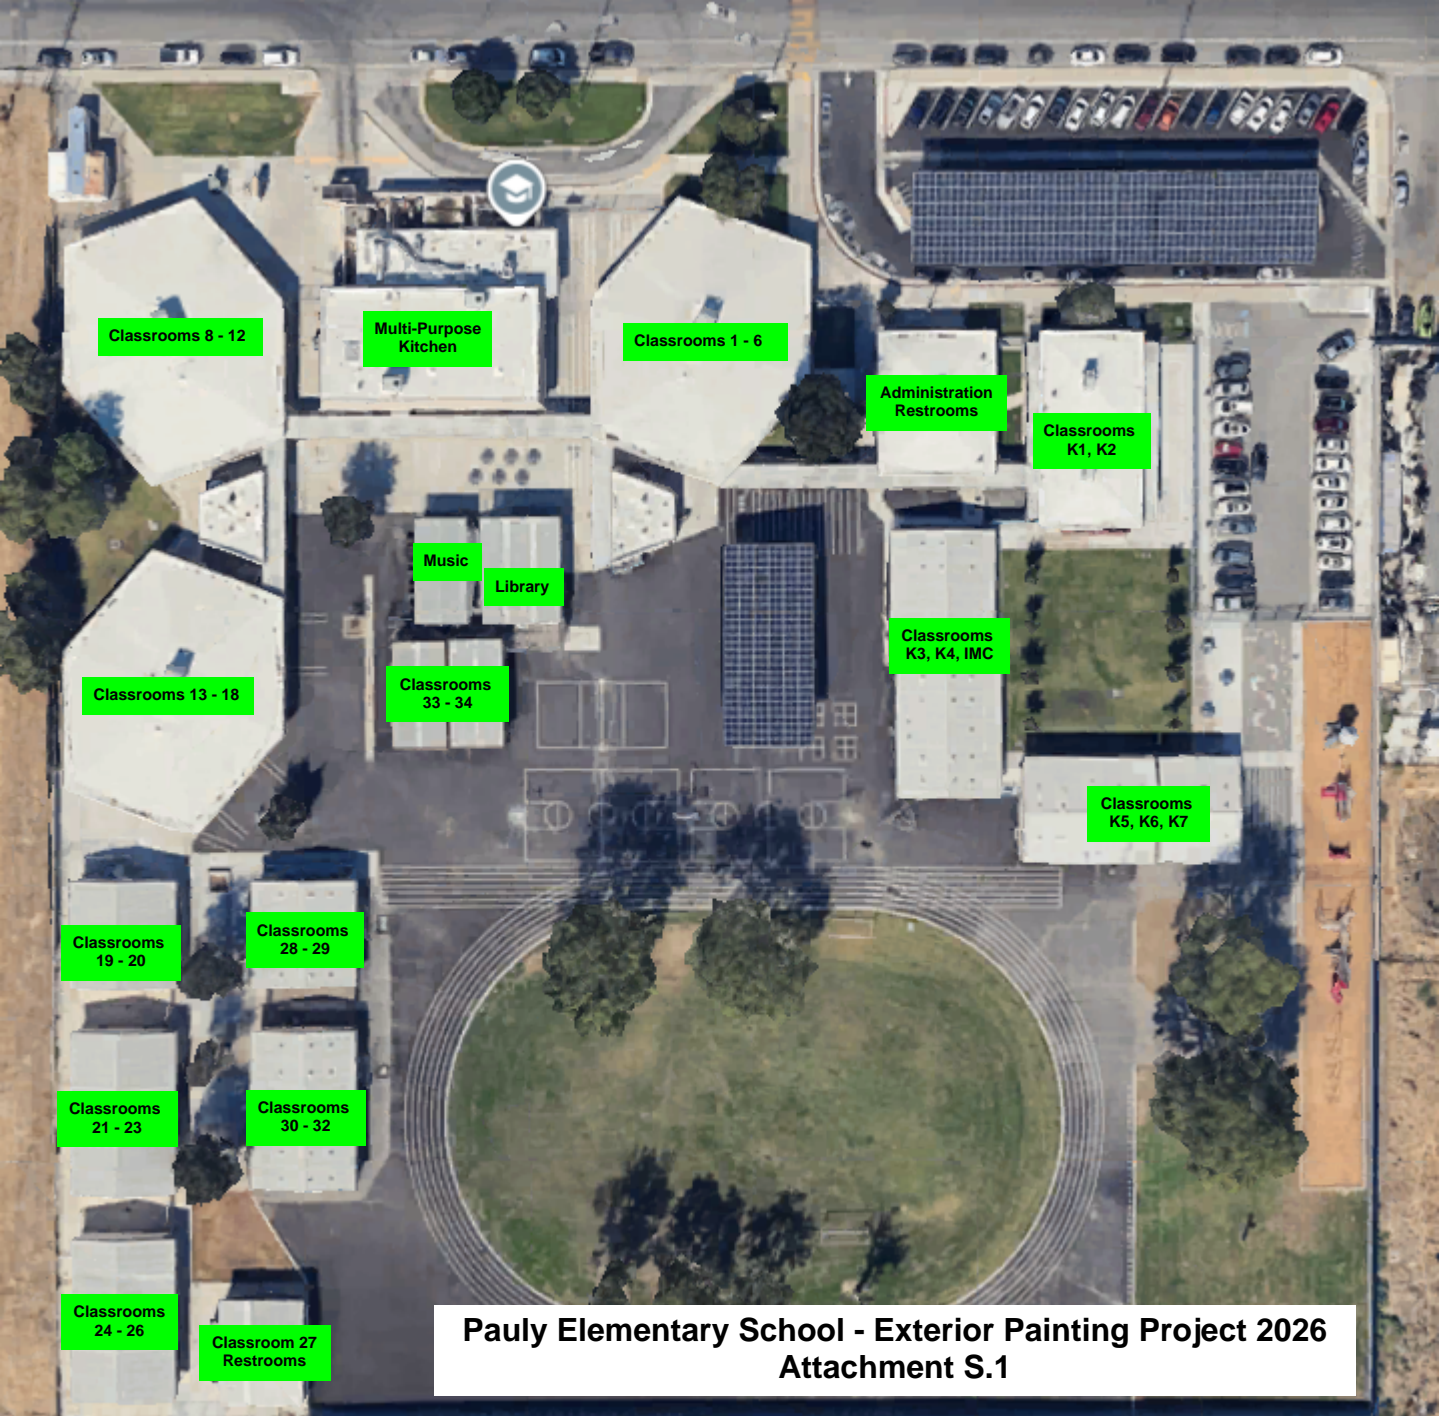 Classrooms 8 - 12
Multi-Purpose
Kitchen
Classrooms 1 - 6
Administration
Restrooms
Classrooms
K1, K2
Music
Library
Classrooms
K3, K4, IMC
Classrooms 13 - 18
Classrooms
33 - 34
Classrooms
K5, K6, K7
Classrooms
19 - 20
Classrooms
28 - 29
Classrooms
21 - 23
Classrooms
30 - 32
Classrooms
24 - 26
Classroom 27
Restrooms
Pauly Elementary School - Exterior Painting Project 2026
Attachment S.1